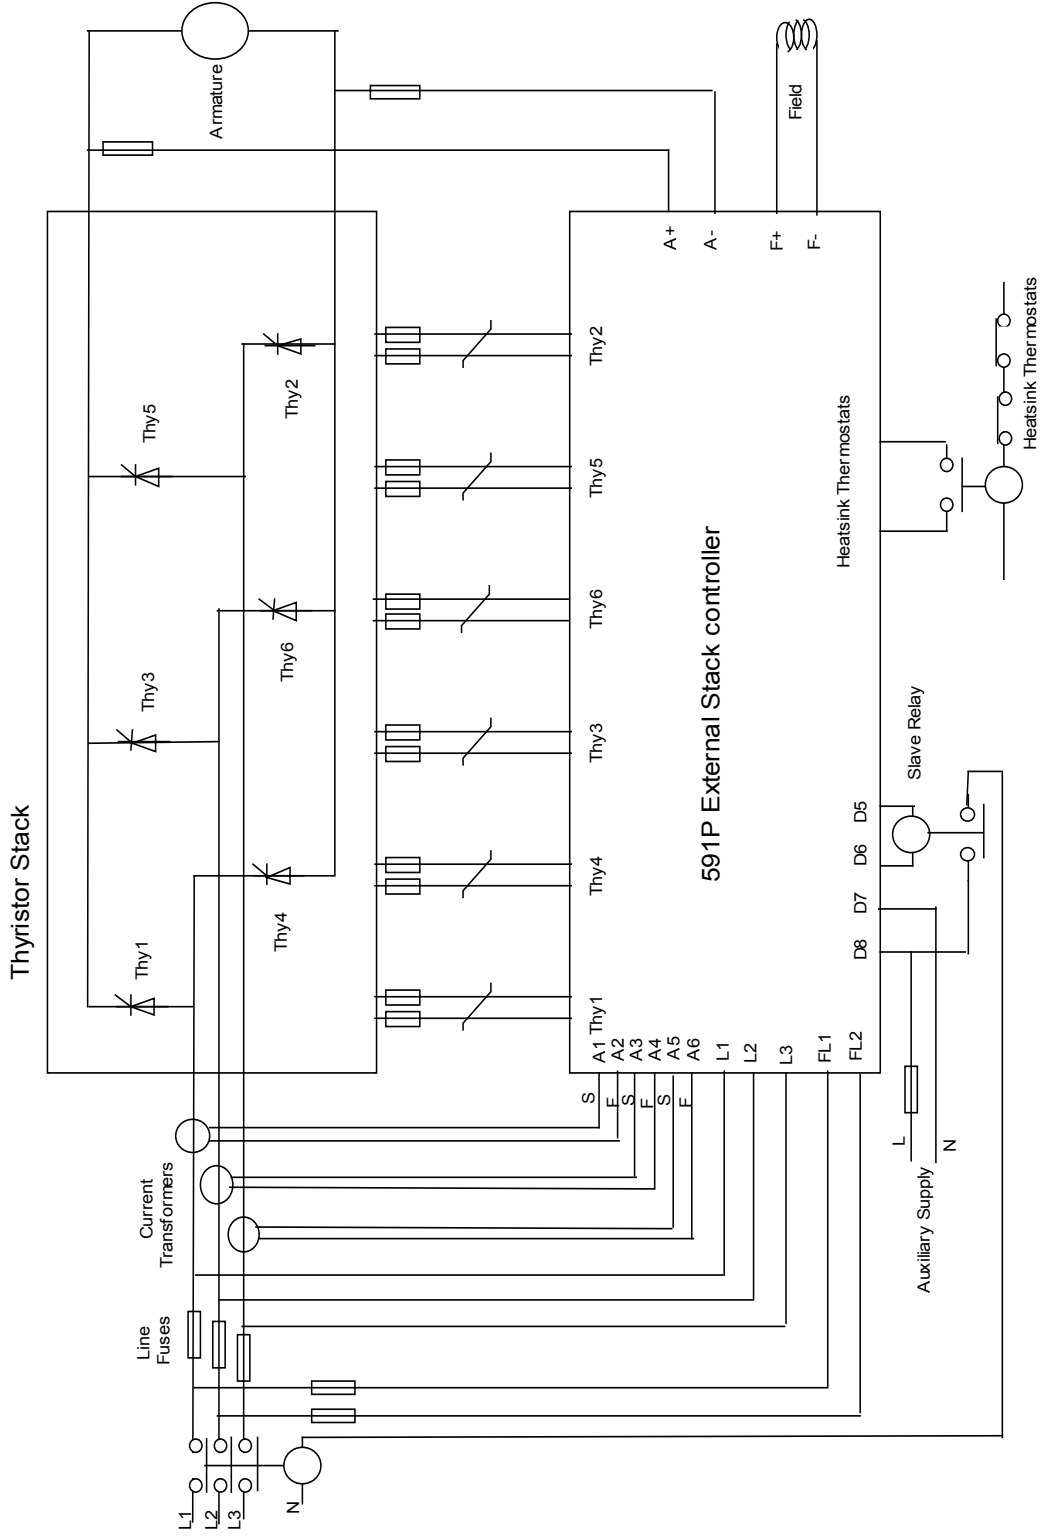 Thyristor Stack
Armature
Field
Thy1
Thy3
Thy5
Thy4
Thy6
Thy2
Current
Transformers
Line
Fuses
L1
L2
L3
N
Thy1
Thy4
Thy3
Thy6
Thy5
Thy2
A+
A-
F+
F-
591P External Stack controller
S
F
S
F
S
F
A1
A2
A3
A4
A5
A6
L1
L2
L3
FL1
FL2
D8
D7
D6
D5
Heatsink Thermostats
Slave Relay
L
N
Auxiliary Supply
Heatsink Thermostats